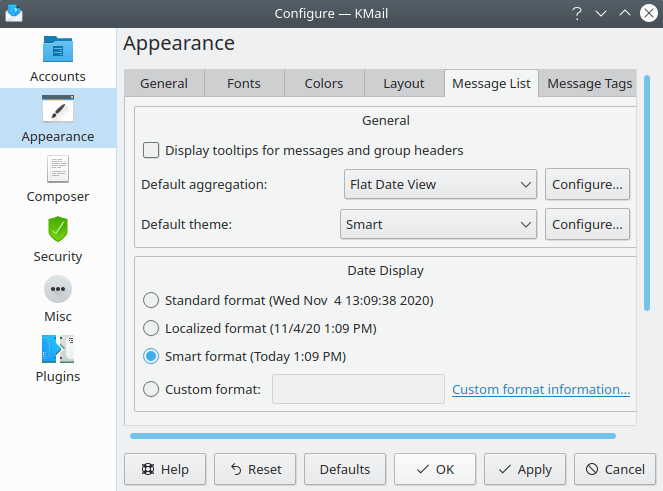 Configure — KMail
Accounts
Appearance
Composer
Security
Misc
Plugins
Appearance
General Fonts Colors Layout Message List Message Tags
General
Display tooltips for messages and group headers
Default aggregation: Flat Date View Configure...
Default theme: Smart Configure...
Date Display
Standard format (Wed Nov  4 13:09:38 2020)
Localized format (11/4/20 1:09 PM)
Smart format (Today 1:09 PM)
Custom format: Custom format information...
Help Reset Defaults OK Apply Cancel